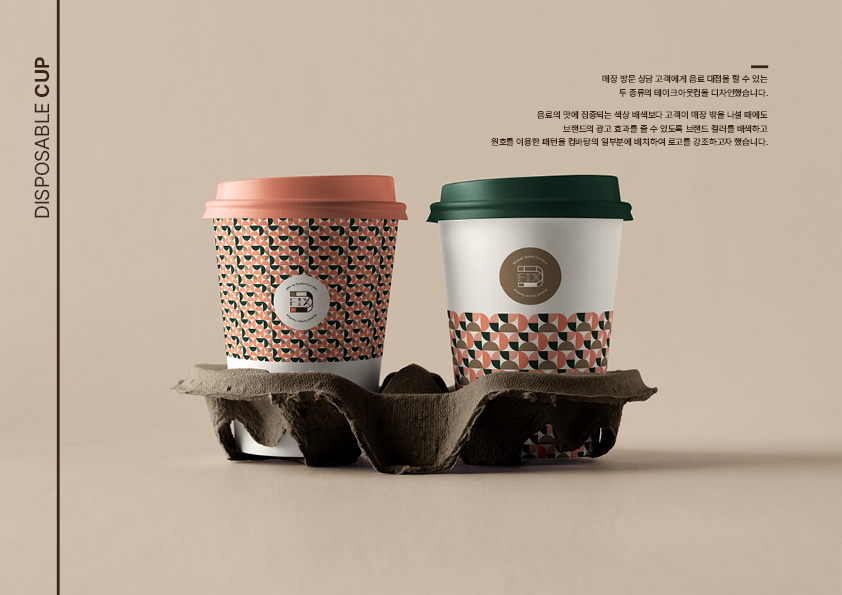 DISPOSABLE CUP
매장 방문 상담 고객에게 음료 대접을 할 수 있는
두 종류의 테이크아웃컵을 디자인했습니다.
음료의 맛에 집중되는 색상 배색보다 고객이 매장 밖을 나설 때에도
브랜드의 광고 효과를 줄 수 있도록 브랜드 컬러를 배색하고
원호를 이용한 패턴을 컵바탕의 일부분에 배치하여 로고를 강조하고자 했습니다.
FIX
FIX